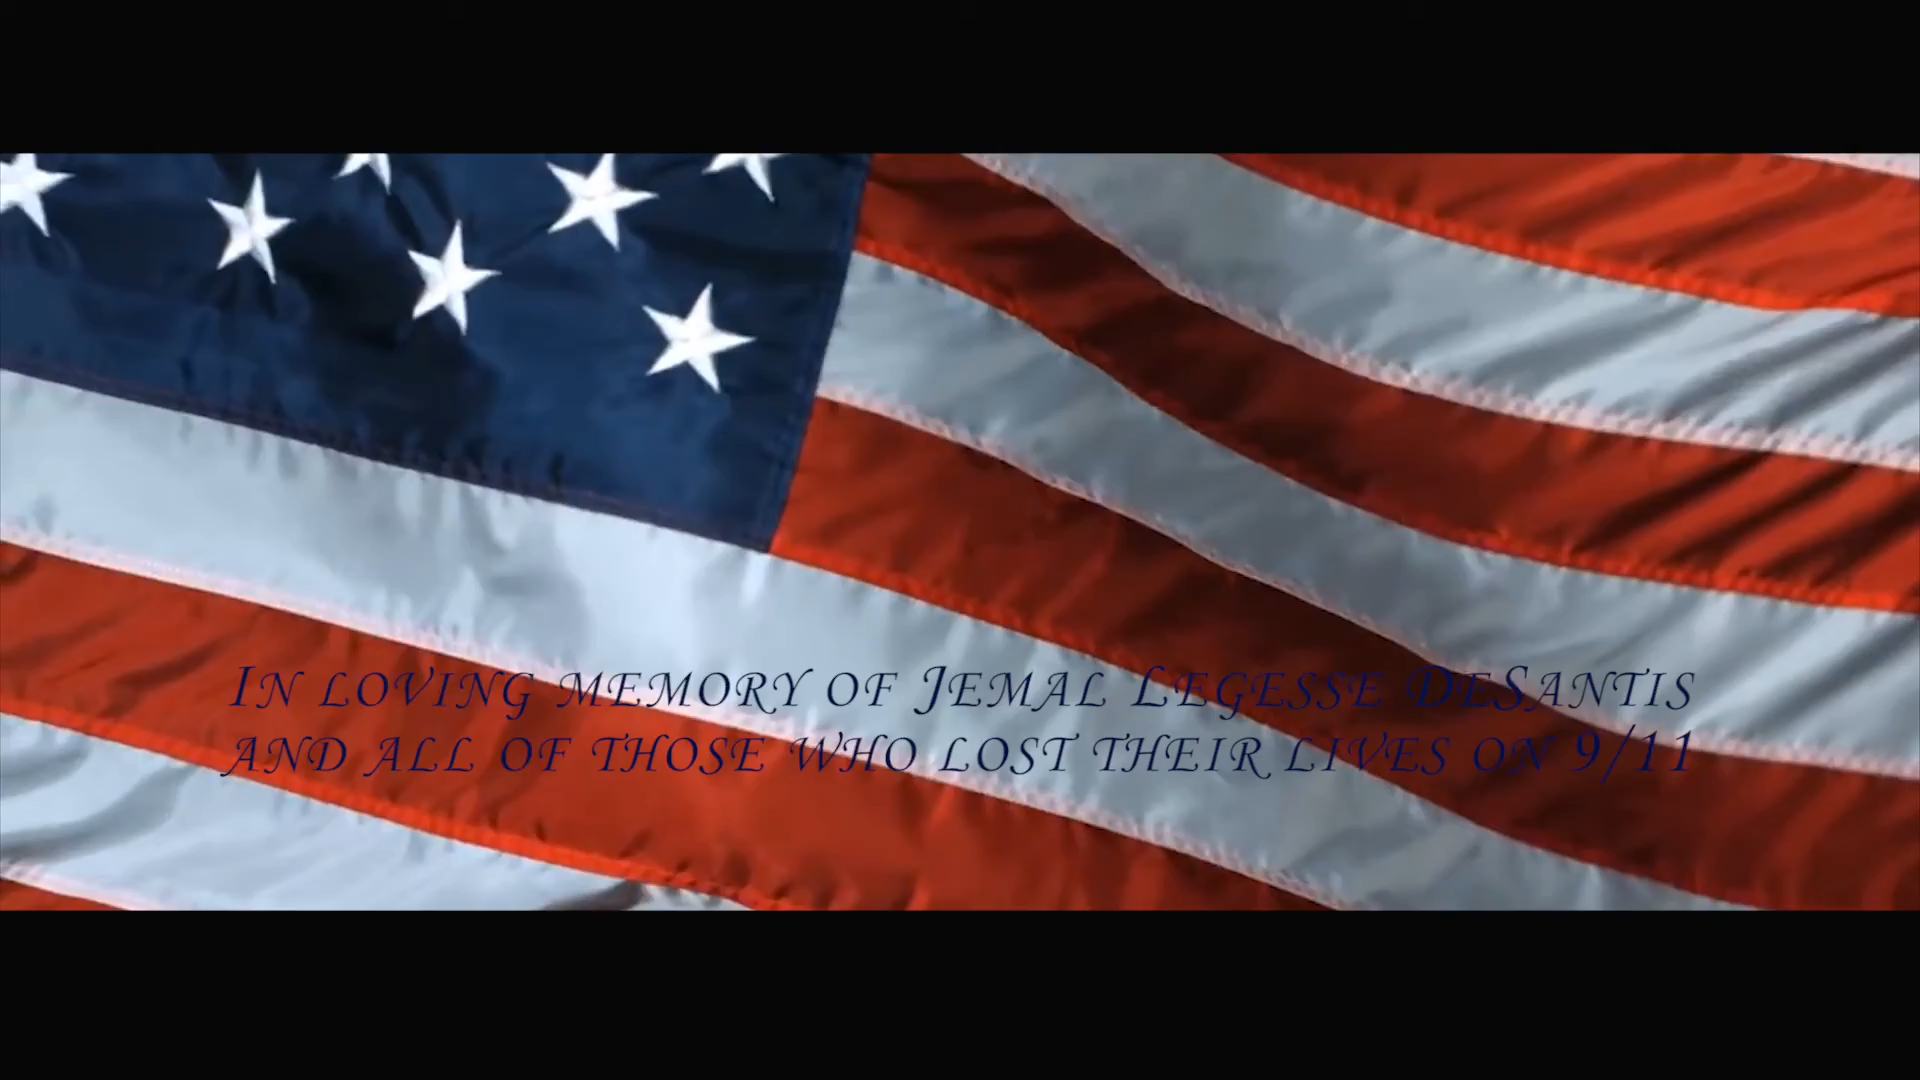 In loving memory of Jemal Legesse DeSantis
and all of those who lost their lives on 9/11